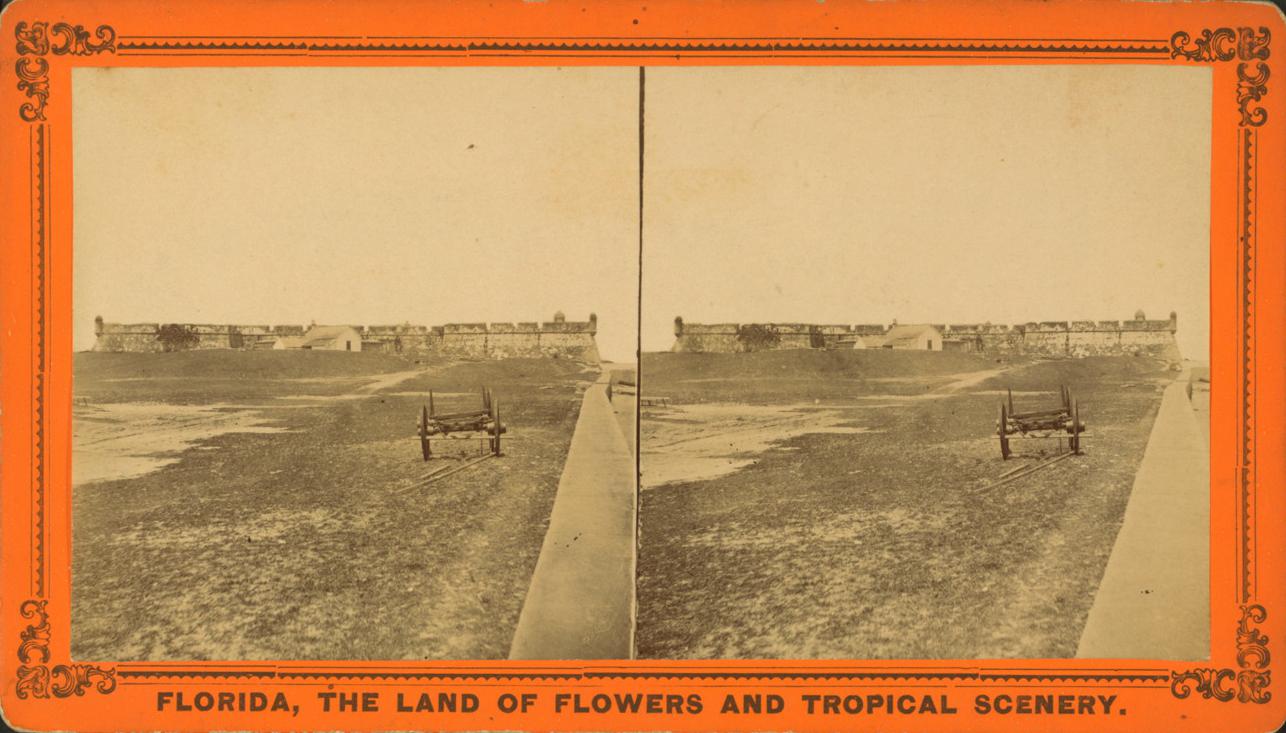 FLORIDA, THE LAND OF FLOWERS AND TROPICAL SCENERY.